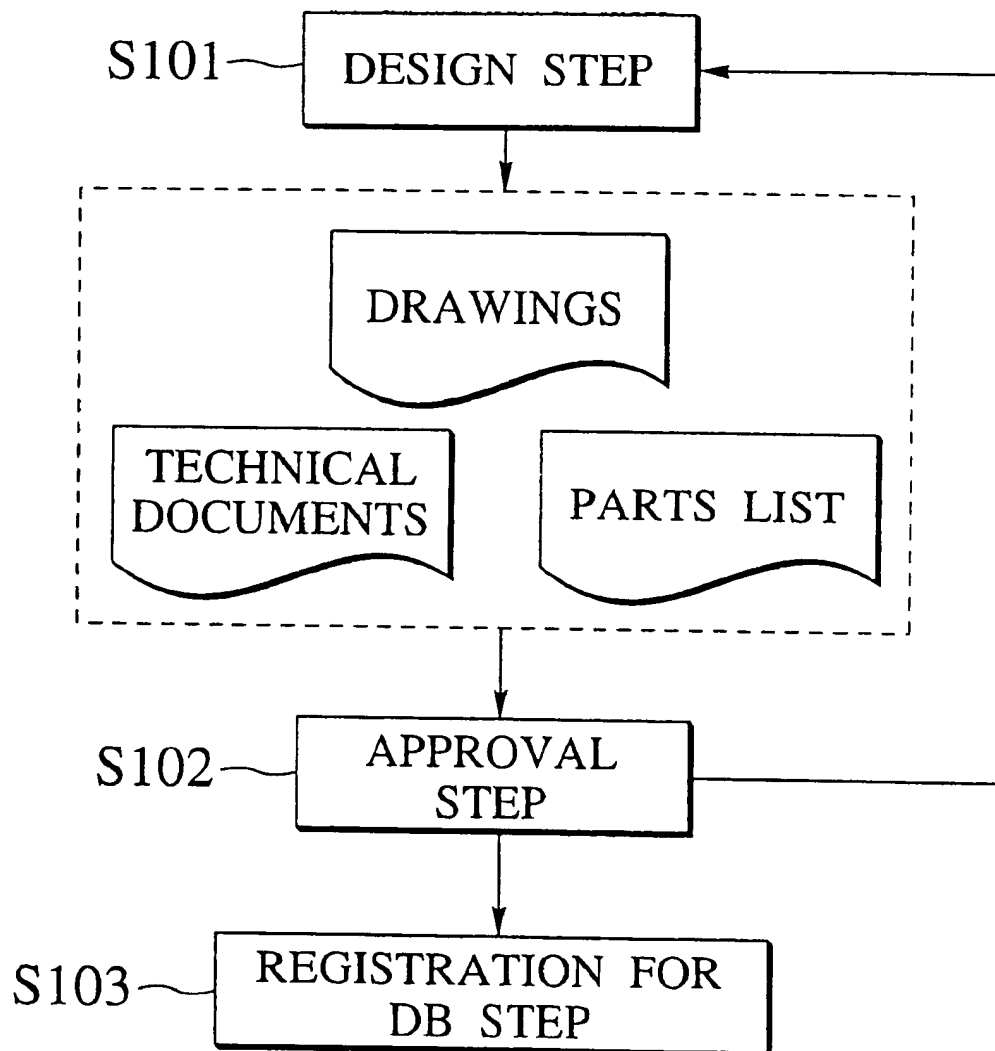 S101
DESIGN STEP
DRAWINGS
TECHNICAL
DOCUMENTS
PARTS LIST
S102
APPROVAL
STEP
S103
REGISTRATION FOR
DB STEP